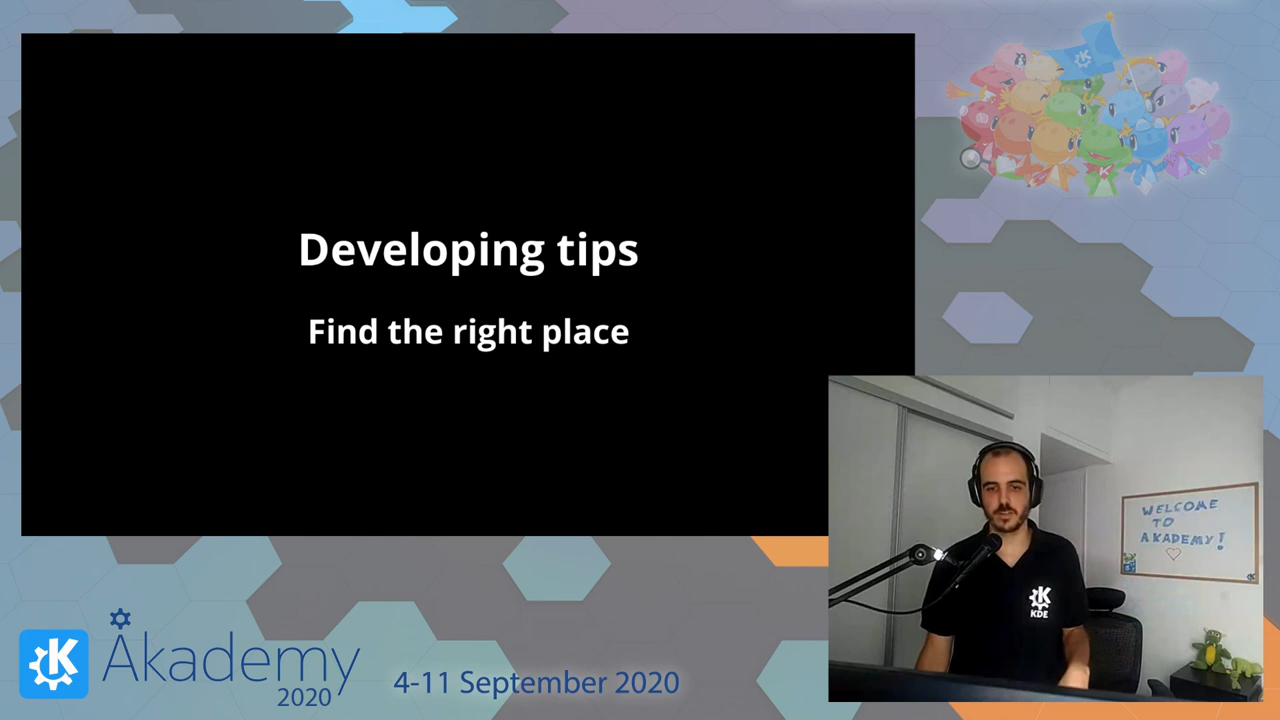 Developing tips
Find the right place
WELCOME
TO
AKADEMY!
KDE
Akademy
2020
4-11 September 2020